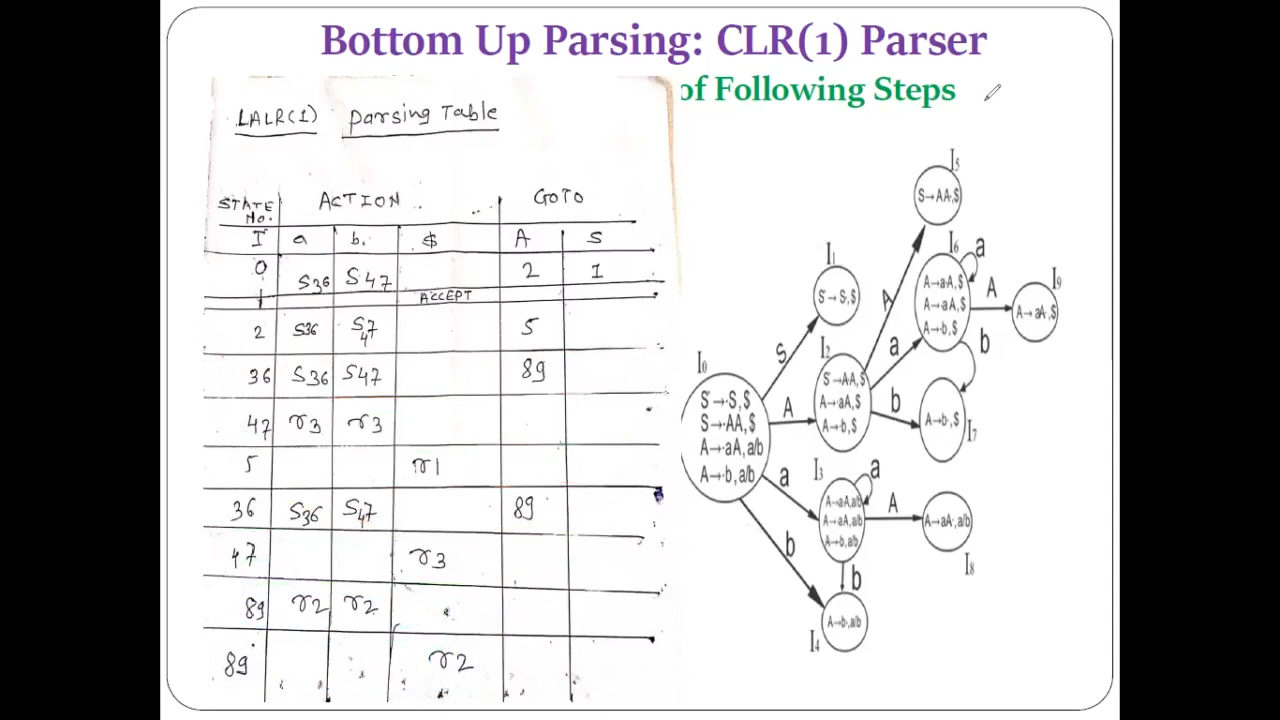 Bottom Up Parsing: CLR(1) Parser
of Following Steps
LALR(1) Parsing Table
STATE No. ACTION GOTO
I a b. $ A S
0 S36 S47 2 1
1 ACCEPT
2 S36 S47 5
36 S36 S47 89
47 r3 r3
5 r1
36 S36 S47 89
47 r3
89 r2 r2
89 r2
I0
S'→·S,$
S→·AA,$
A→·aA, a/b
A→·b, a/b
S
A
a
b
I1
S'→S·,$
I2
S'→A·A,$
A→·aA,$
A→·b,$
A
a
b
I5
S→AA·,$
I6
a
A→a·A,$
A→·aA,$
A→·b,$
A
b
I9
A→aA·,$
A→b·,$
I7
I3
a
A→a·A,a/b
A→·aA,a/b
A→·b,a/b
A
b
A→aA·,a/b
I8
A→b·,a/b
I4